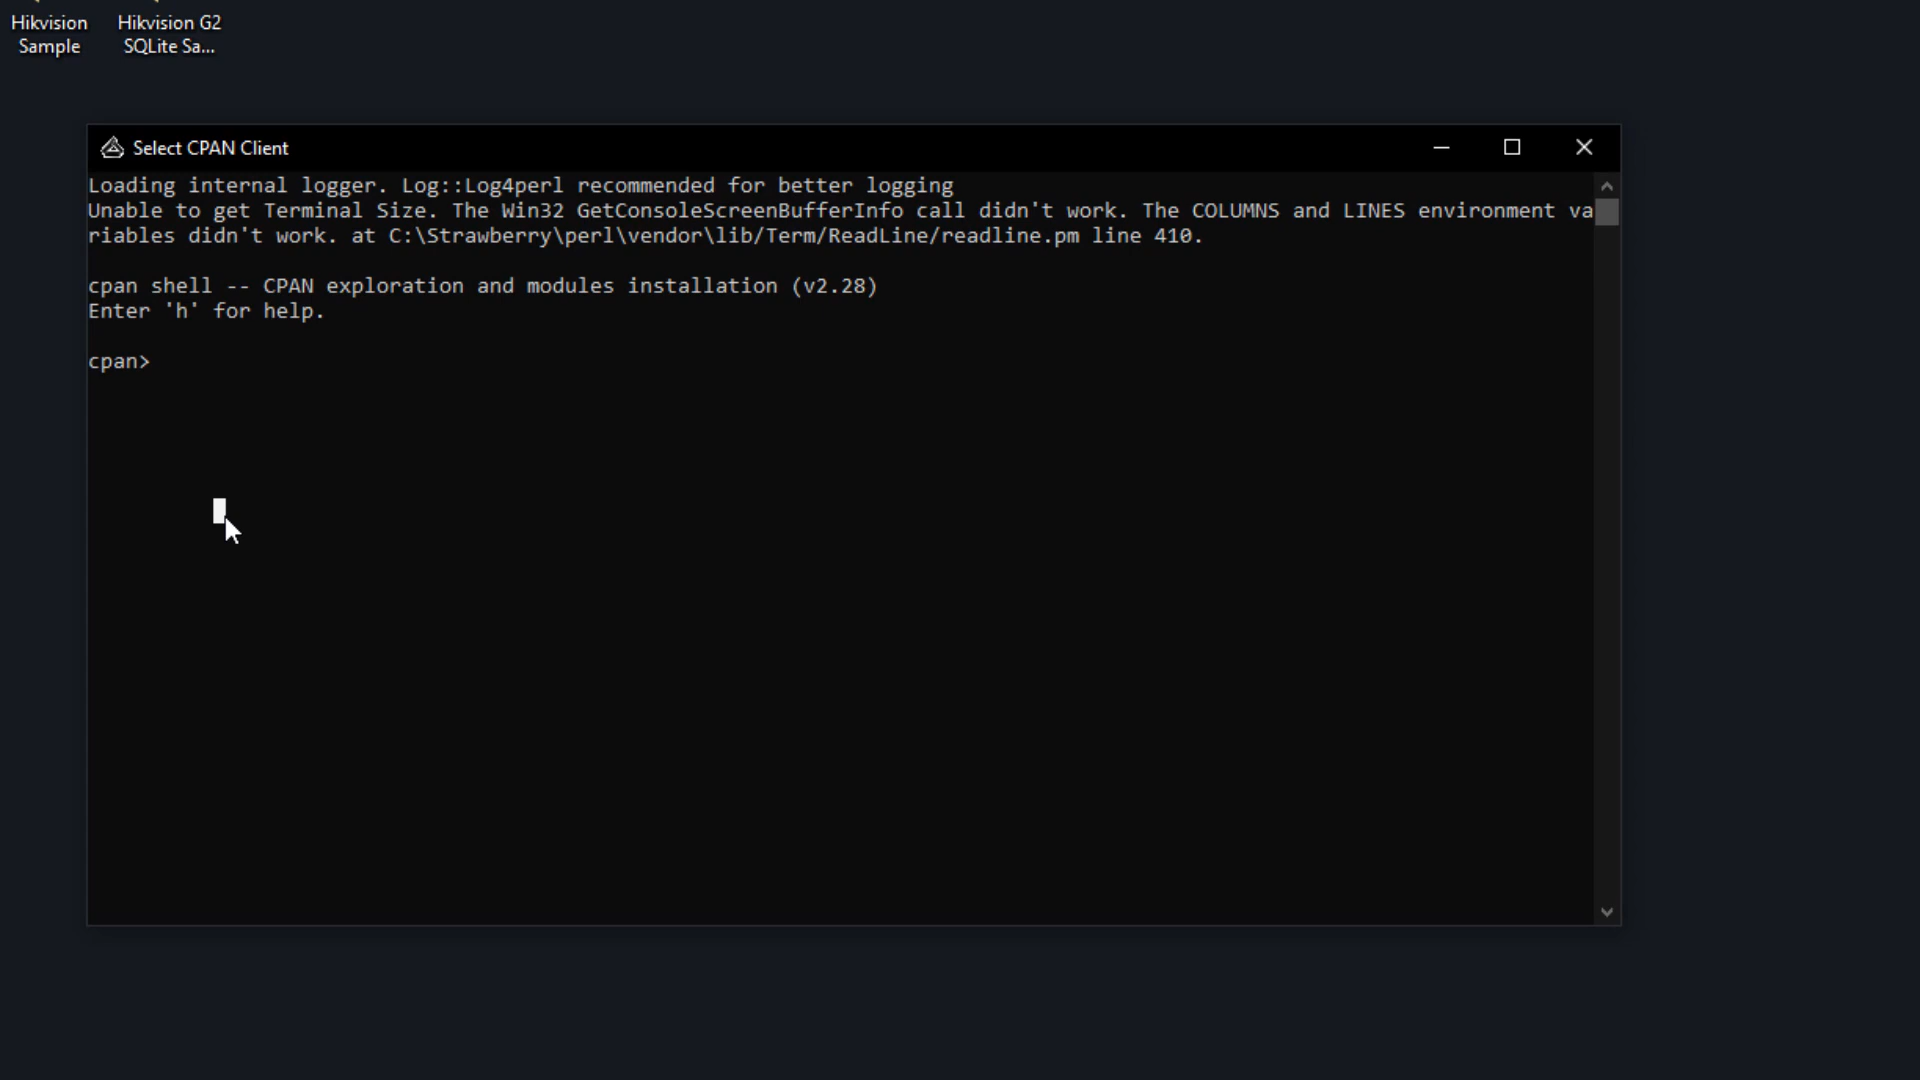 Hikvision
Sample
Hikvision G2
SQLite Sa...
Select CPAN Client
Loading internal logger. Log::Log4perl recommended for better logging
Unable to get Terminal Size. The Win32 GetConsoleScreenBufferInfo call didn't work. The COLUMNS and LINES environment va
riables didn't work. at C:\Strawberry\perl\vendor\lib/Term/ReadLine/readline.pm line 410.
cpan shell -- CPAN exploration and modules installation (v2.28)
Enter 'h' for help.
cpan>